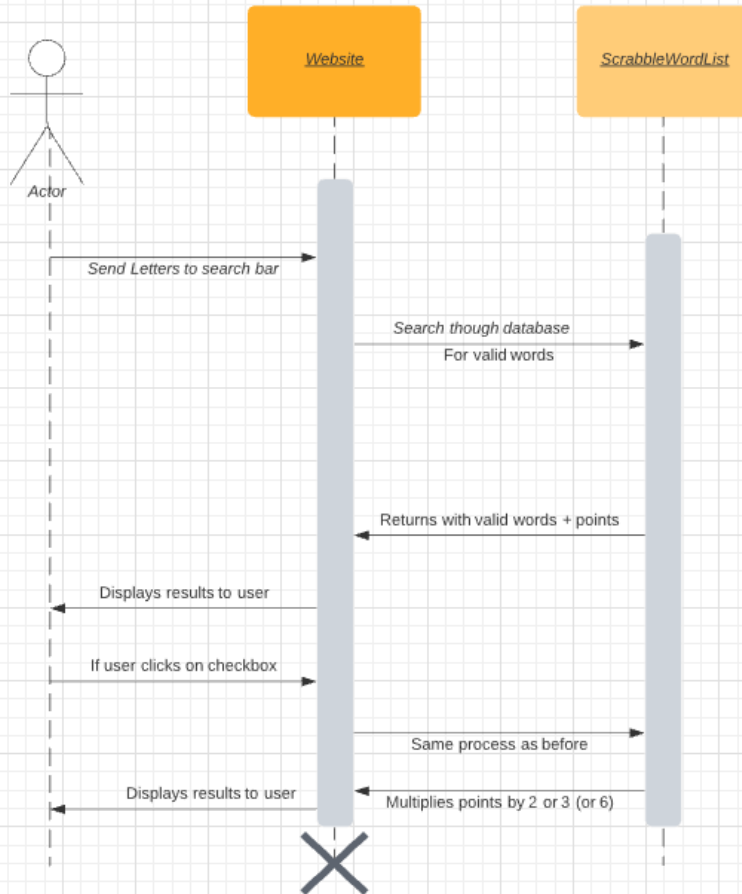 Website
ScrabbleWordList
Actor
Send Letters to search bar
Search though database
For valid words
Returns with valid words + points
Displays results to user
If user clicks on checkbox
Same process as before
Displays results to user
Multiplies points by 2 or 3 (or 6)